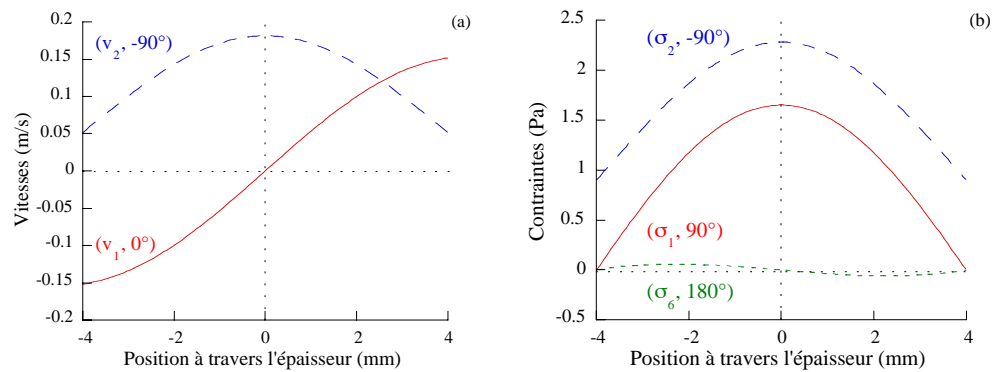 (a)
0.2
0.15
0.1
0.05
0
-0.05
-0.1
-0.15
-0.2
Vitesses (m/s)
(v2, -90°)
(v1, 0°)
-4
-2
0
2
4
Position à travers l'épaisseur (mm)
(b)
2.5
2
1.5
1
0.5
0
-0.5
Contraintes (Pa)
(σ2, -90°)
(σ1, 90°)
(σ6, 180°)
-4
-2
0
2
4
Position à travers l'épaisseur (mm)